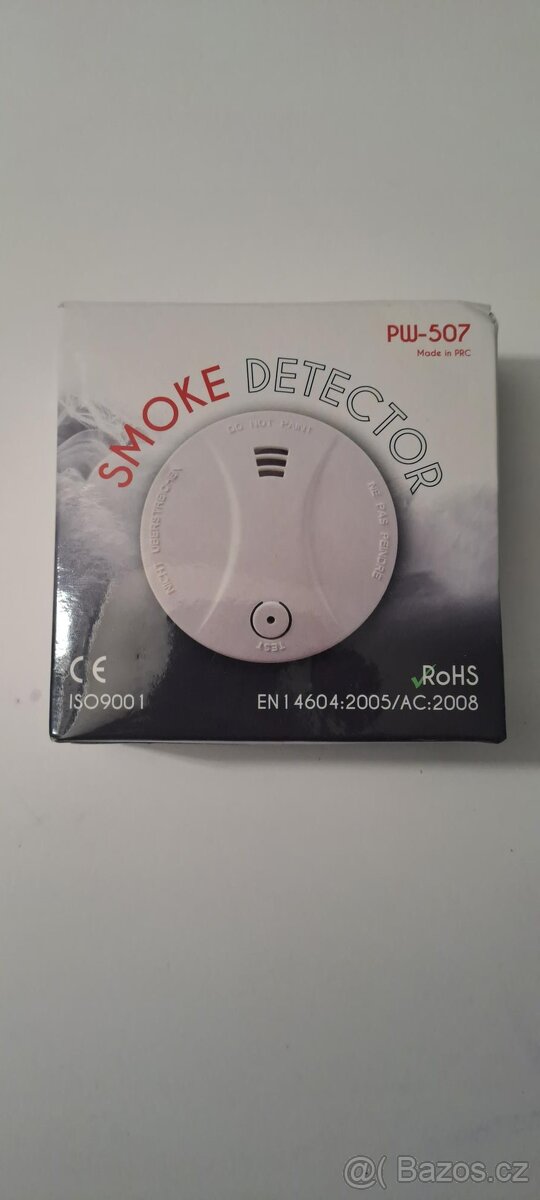 PW-507
Made in PRC
SMOKE DETECTOR
DO NOT PAINT
NICHT ÜBERSTREICHEN
NE PAS PEINDRE
TEST
CE
ISO9001
RoHS
EN14604:2005/AC:2008
@( Bazos.cz